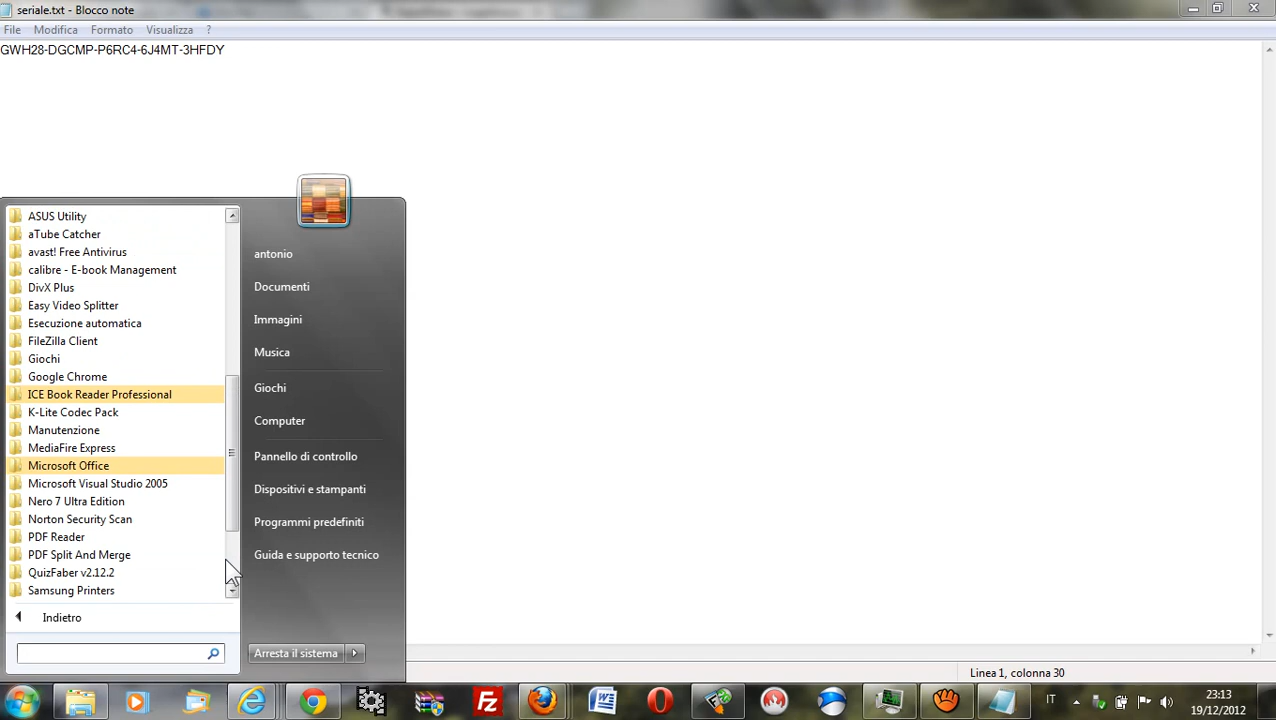 seriale.txt - Blocco note
File Modifica Formato Visualizza ?
GWH28-DGCMP-P6RC4-6J4MT-3HFDY
ASUS Utility
aTube Catcher
avast! Free Antivirus
calibre - E-book Management
DivX Plus
Easy Video Splitter
Esecuzione automatica
FileZilla Client
Giochi
Google Chrome
ICE Book Reader Professional
K-Lite Codec Pack
Manutenzione
MediaFire Express
Microsoft Office
Microsoft Visual Studio 2005
Nero 7 Ultra Edition
Norton Security Scan
PDF Reader
PDF Split And Merge
QuizFaber v2.12.2
Samsung Printers
Indietro
antonio
Documenti
Immagini
Musica
Giochi
Computer
Pannello di controllo
Dispositivi e stampanti
Programmi predefiniti
Guida e supporto tecnico
Arresta il sistema
Linea 1, colonna 30
IT
23:13
19/12/2012